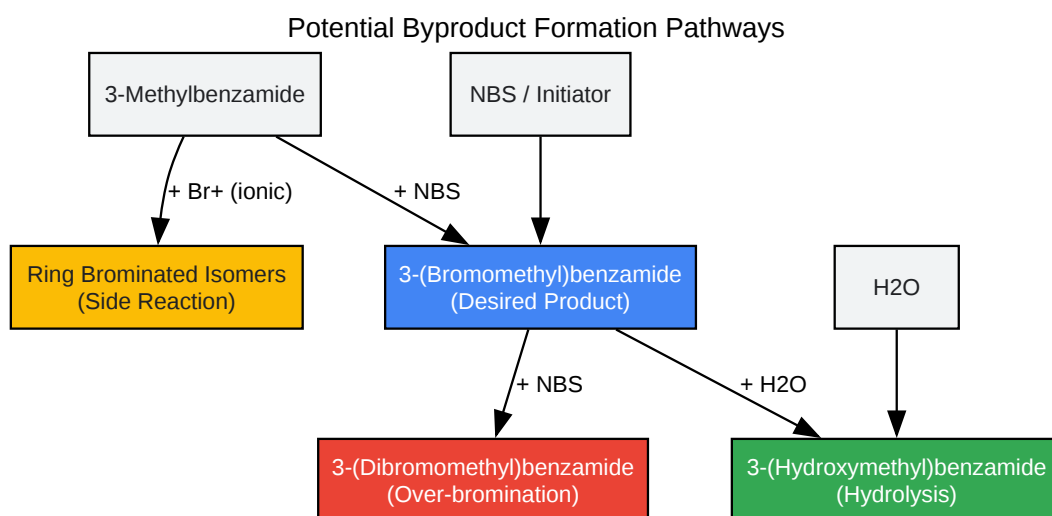 Potential Byproduct Formation Pathways
3-Methylbenzamide
NBS / Initiator
+ Br+ (ionic)
+ NBS
Ring Brominated Isomers
(Side Reaction)
3-(Bromomethyl)benzamide
(Desired Product)
H2O
+ NBS
+ H2O
3-(Dibromomethyl)benzamide
(Over-bromination)
3-(Hydroxymethyl)benzamide
(Hydrolysis)